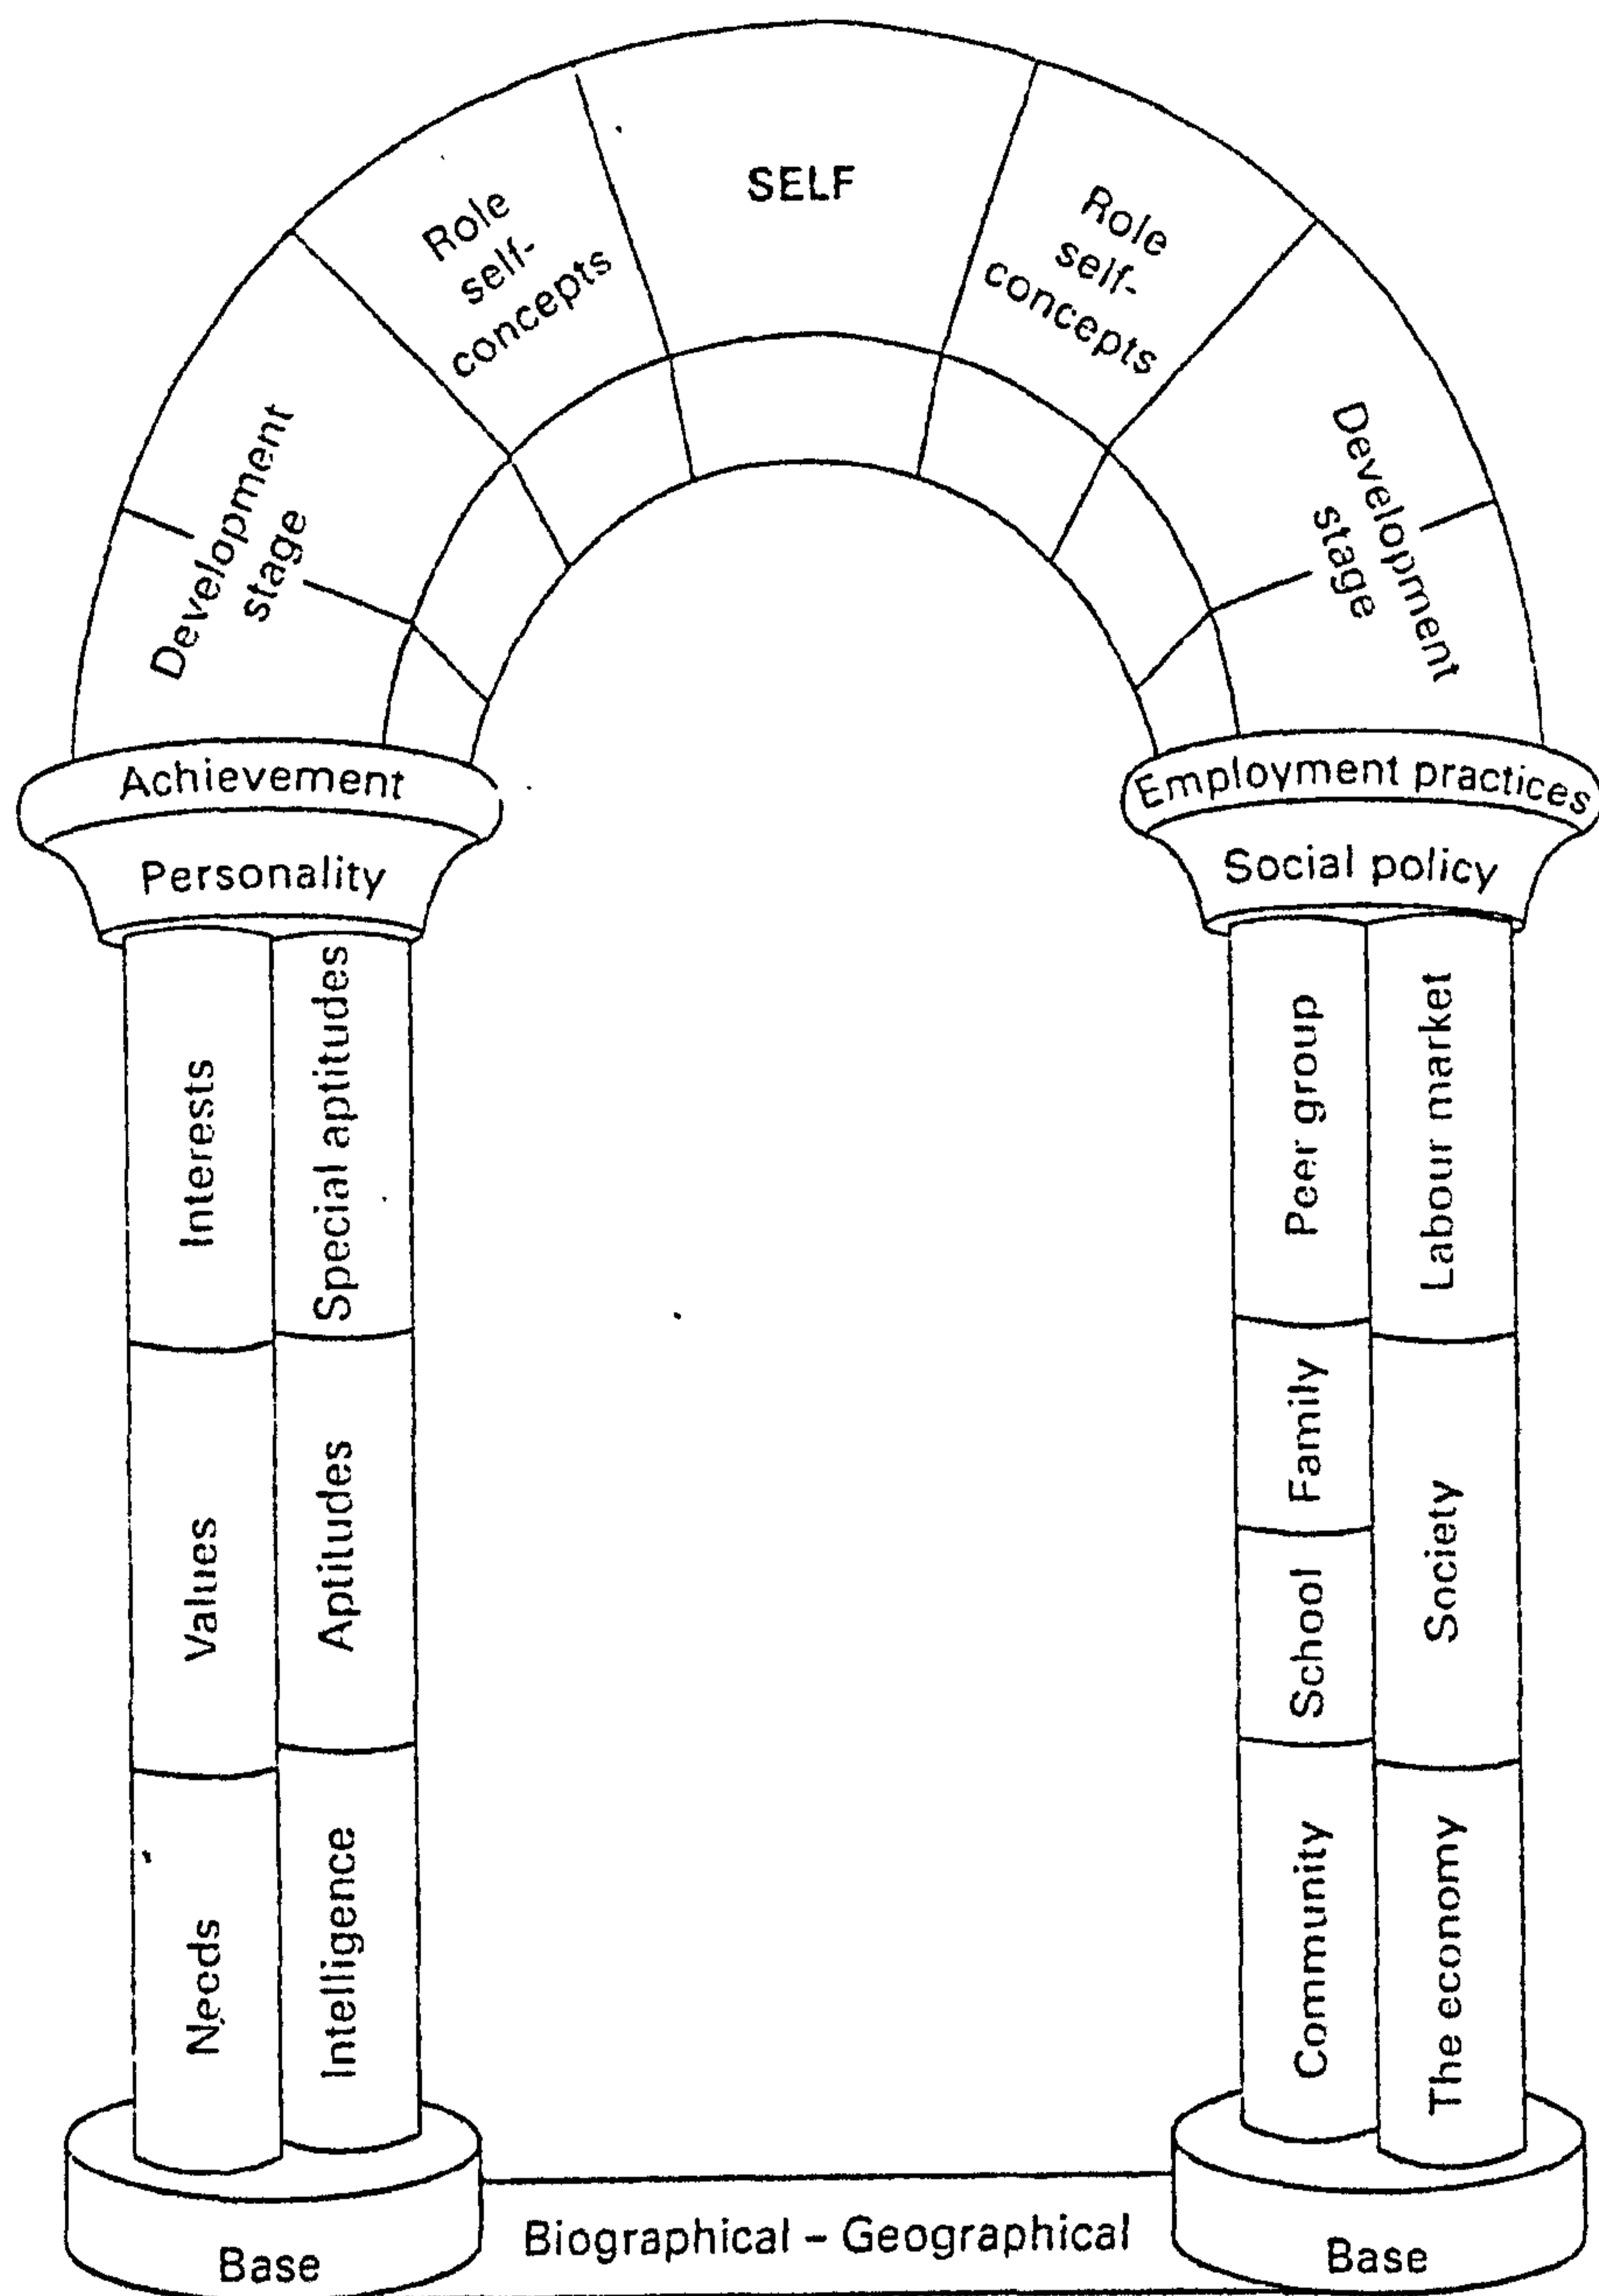 SELF
Role
self-
concepts
Role
self-
concepts
Development
stage
Development
stage
Achievement
Personality
Employment practices
Social policy
Interests
Special aptitudes
Values
Aptitudes
Needs
Intelligence
Peer group
Labour market
Family
School
Society
Community
The economy
Base
Biographical – Geographical
Base